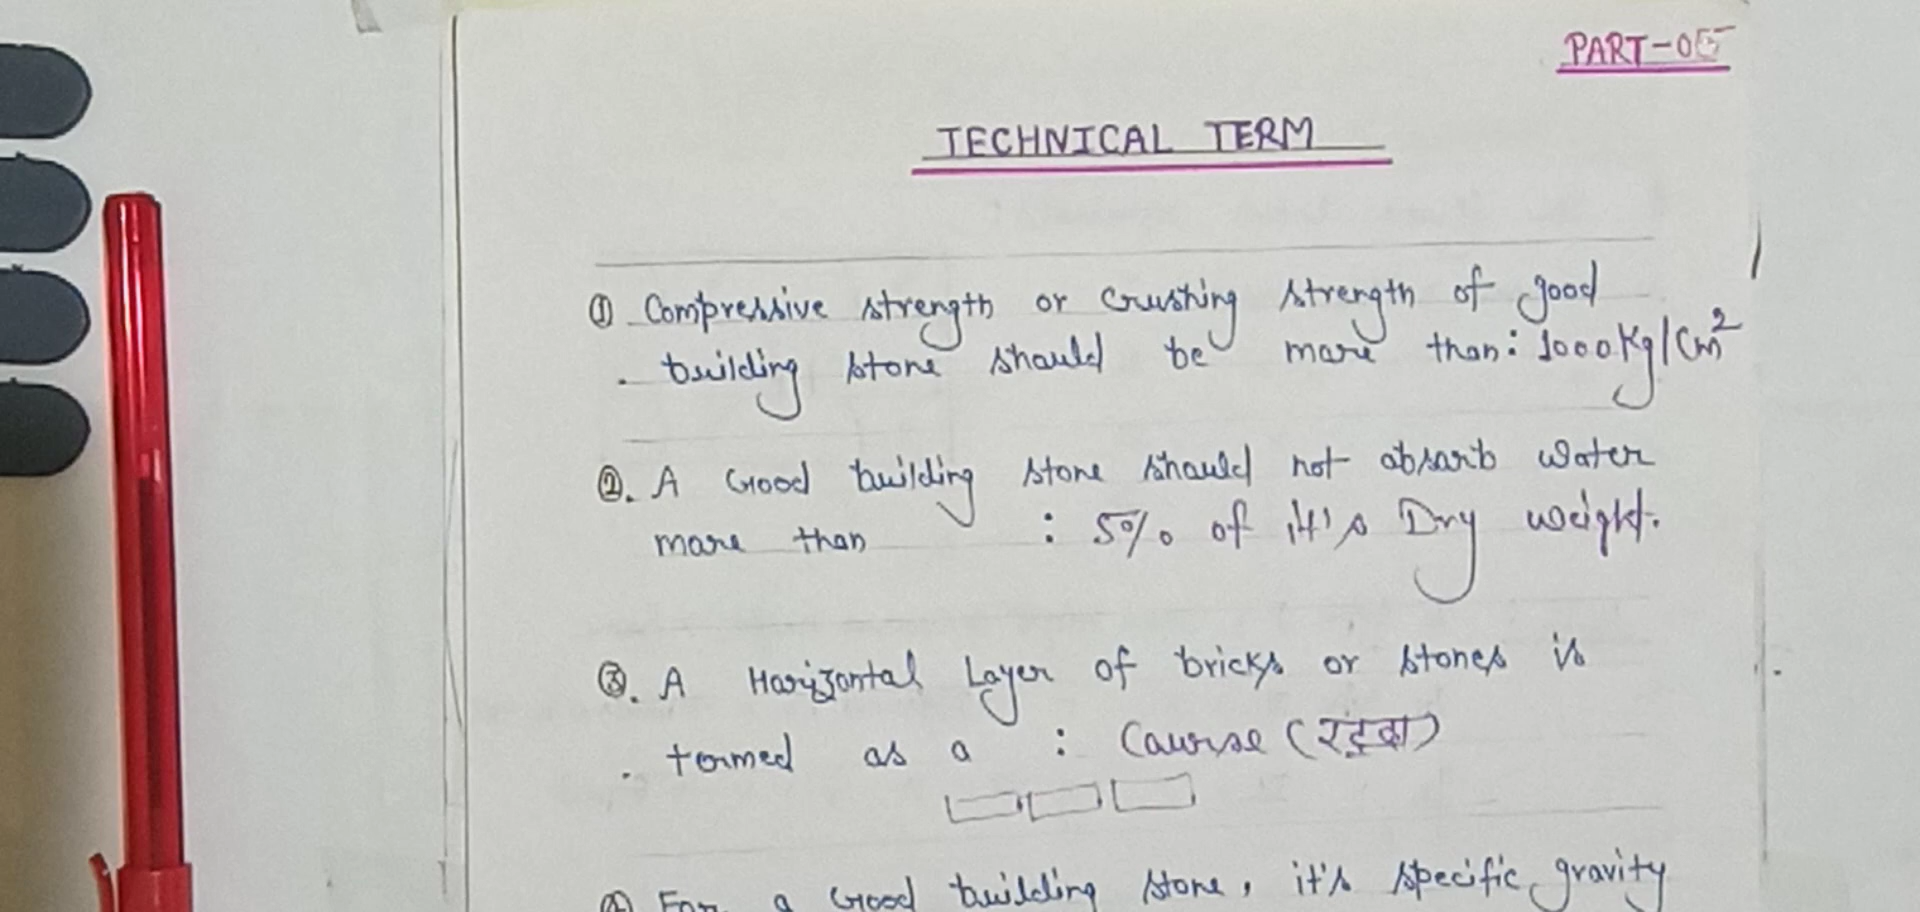 PART-05
TECHNICAL TERM
① Compressive strength or crushing strength of good
building stone should be more than: 1000 Kg/Cm²
②. A Good building stone should not absorb water
more than : 5% of it's Dry weight.
③. A Horizontal Layer of bricks or stones is
termed as a : Course (रद्दा)
④ For a Good building stone, it's specific gravity